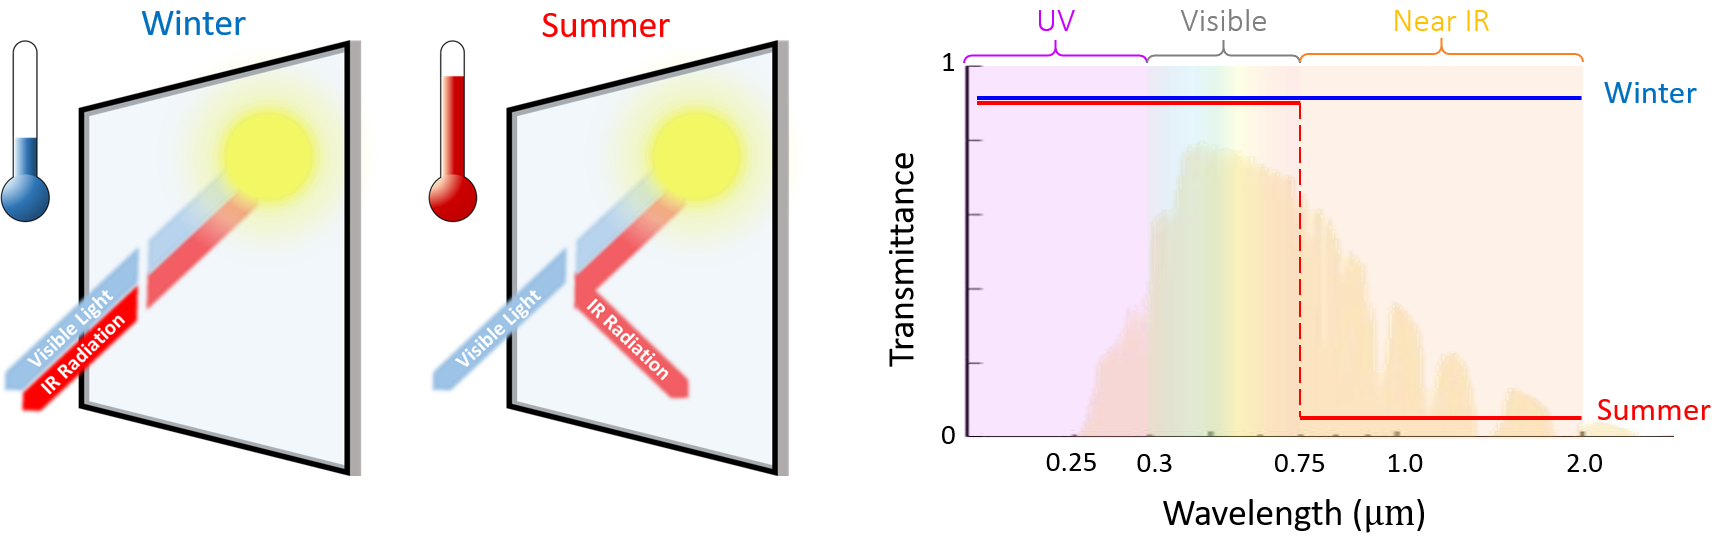 Winter
Visible Light
IR Radiation
Summer
Visible Light
IR Radiation
UV
Visible
Near IR
1
Winter
Transmittance
Summer
0
0.25
0.3
0.75
1.0
2.0
Wavelength (μm)